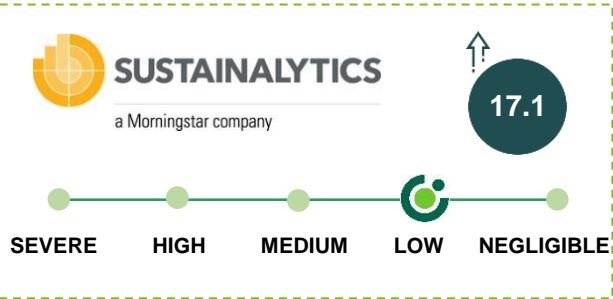 SUSTAINALYTICS
a Morningstar company
17.1
SEVERE HIGH MEDIUM LOW NEGLIGIBLE